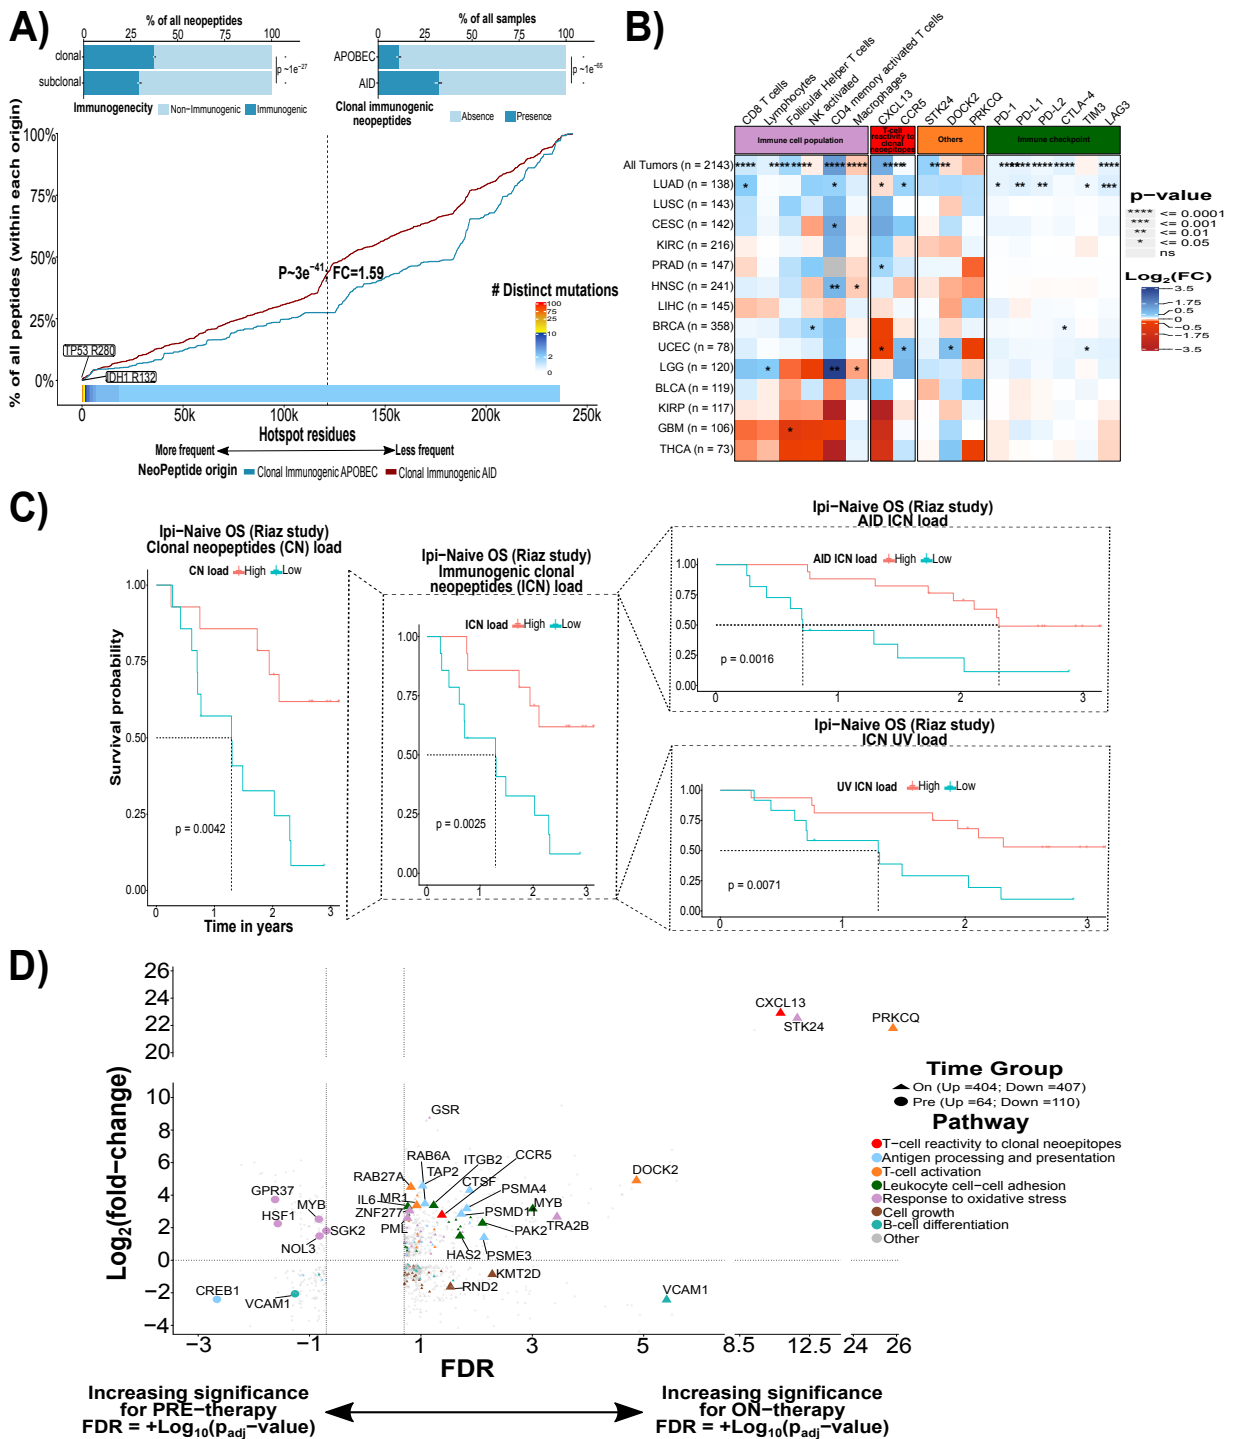 A)
% of all neopeptides
0 25 50 75 100
clonal
subclonal
p ~1e−27
Immunogenecity Non−Immunogenic Immunogenic
% of all samples
0 25 50 75 100
APOBEC
AID
p ~1e−65
Clonal immunogenic
neopeptides
Absence Presence
% of all peptides (within each origin)
100%
75%
50%
25%
0%
P~3e−41, FC=1.59
TP53 R280
IDH1 R132
# Distinct mutations
100
75
25
10
2
0
0 50k 100k 150k 200k 250k
Hotspot residues
More frequent Less frequent
NeoPeptide origin Clonal Immunogenic APOBEC Clonal Immunogenic AID
B)
CD8 T cells
Lymphocytes
Follicular Helper T cells
NK activated
CD4 memory activated T cells
Macrophages
CXCL13
CCR5
STK24
DOCK2
PRKCQ
PD-1
PD-L1
PD-L2
CTLA-4
TIM3
LAG3
Immune cell population
T-cell
reactivity to
clonal
neoepitopes
Others
Immune checkpoint
All Tumors (n = 2143)
LUAD (n = 138)
LUSC (n = 143)
CESC (n = 142)
KIRC (n = 216)
PRAD (n = 147)
HNSC (n = 241)
LIHC (n = 145)
BRCA (n = 358)
UCEC (n = 78)
LGG (n = 120)
BLCA (n = 119)
KIRP (n = 117)
GBM (n = 106)
THCA (n = 73)
p−value
**** <= 0.0001
*** <= 0.001
** <= 0.01
* <= 0.05
ns
Log2(FC)
3.5
1.75
0.5
0
−0.5
−1.75
−3.5
C)
Ipi−Naive OS (Riaz study)
Clonal neopeptides (CN) load
CN load High Low
Survival probability
1.00
0.75
0.50
0.25
0.00
p = 0.0042
0 1 2 3
Time in years
Ipi−Naive OS (Riaz study)
Immunogenic clonal
neopeptides (ICN) load
ICN load High Low
1.00
0.75
0.50
0.25
0.00
p = 0.0025
0 1 2 3
Ipi−Naive OS (Riaz study)
AID ICN load
AID ICN load High Low
1.00
0.75
0.50
0.25
0.00
p = 0.0016
0 1 2 3
Ipi−Naive OS (Riaz study)
ICN UV load
UV ICN load High Low
1.00
0.75
0.50
0.25
0.00
p = 0.0071
0 1 2 3
D)
Log2(fold−change)
26
24
22
20
10
8
6
4
2
0
−2
−4
CXCL13
STK24
PRKCQ
GSR
RAB6A
ITGB2
CCR5
RAB27A
TAP2
CTSF
DOCK2
GPR37
MYB
IL6
MR1
PSMA4
MYB
HSF1
ZNF277
PSMD11
TRA2B
SGK2
PML
PAK2
NOL3
HAS2
PSME3
KMT2D
CREB1
VCAM1
RND2
VCAM1
−3 −1 1 3 5 8.5 12.5 24 26
FDR
Time Group
On (Up =404; Down =407)
Pre (Up =64; Down =110)
Pathway
T−cell reactivity to clonal neoepitopes
Antigen processing and presentation
T−cell activation
Leukocyte cell−cell adhesion
Response to oxidative stress
Cell growth
B−cell differentiation
Other
Increasing significance
for PRE−therapy
FDR = +Log10(padj−value)
Increasing significance
for ON−therapy
FDR = +Log10(padj−value)